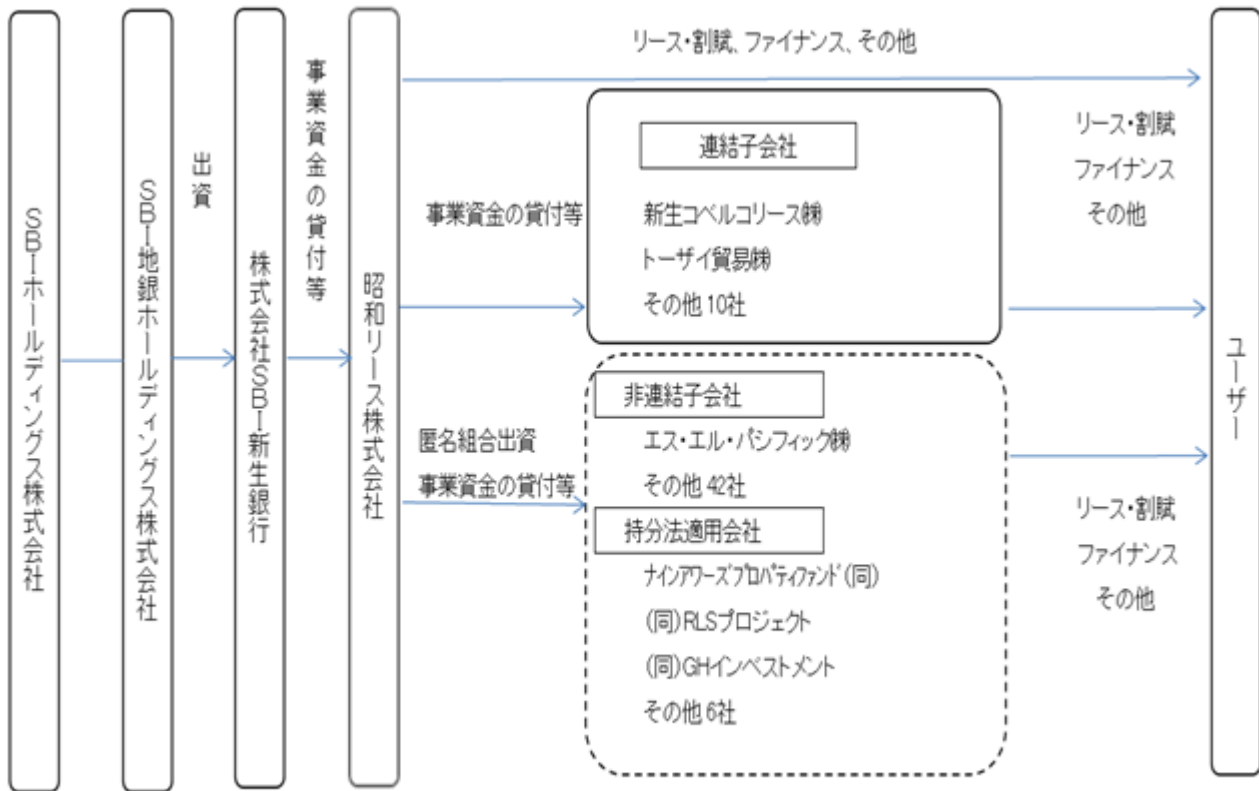 SBIホールディングス株式会社
SBI地銀ホールディングス株式会社
出資
株式会社SBI新生銀行
事業資金の貸付等
昭和リース株式会社
リース・割賦、ファイナンス、その他
事業資金の貸付等
連結子会社
新生コベルコリース㈱
トーザイ貿易㈱
その他 10社
リース・割賦
ファイナンス
その他
匿名組合出資
事業資金の貸付等
非連結子会社
エス・エル・パシフィック㈱
その他 42社
持分法適用会社
ナインアワーズプロパティファンド(同)
(同)RLSプロジェクト
(同)GHインベストメント
その他 6社
リース・割賦
ファイナンス
その他
ユーザー